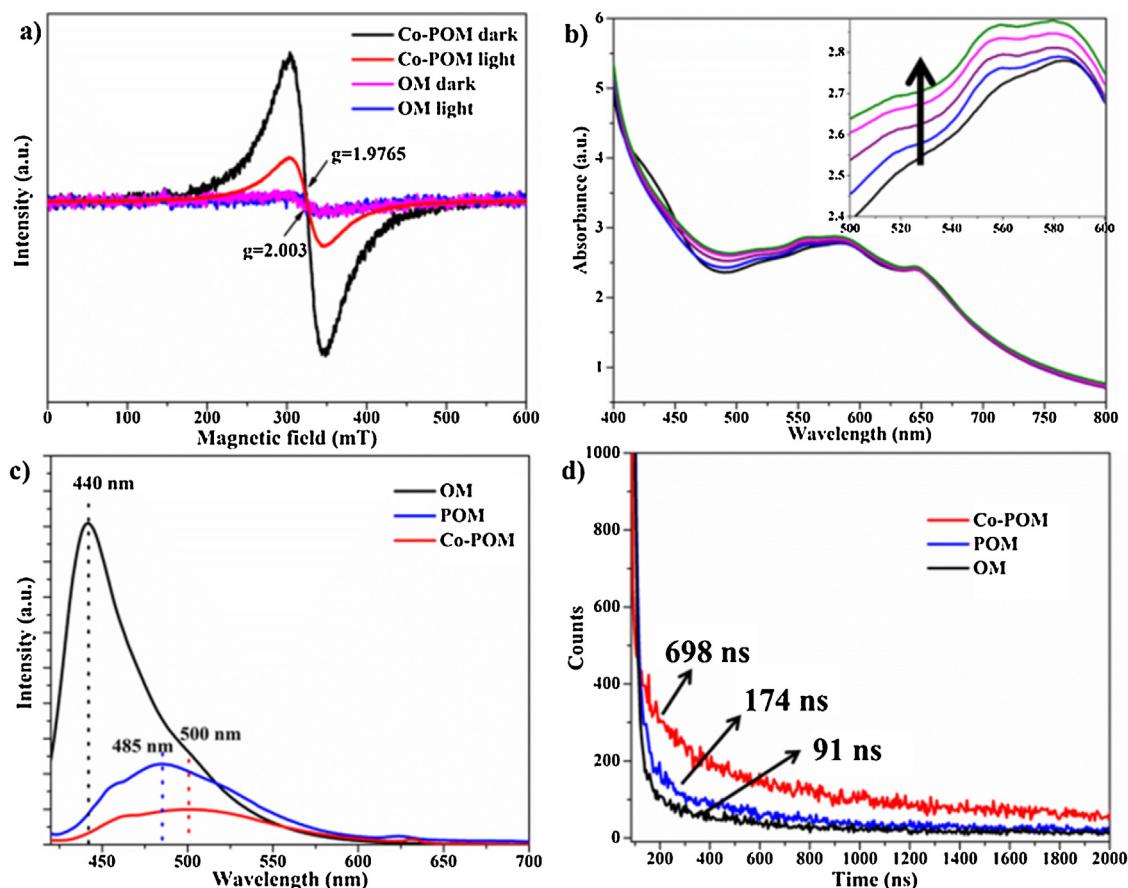 a)
Co-POM dark
Co-POM light
OM dark
OM light
g=1.9765
g=2.003
Intensity (a.u.)
0 100 200 300 400 500 600
Magnetic field (mT)
b)
6
5
4
3
2
1
Absorbance (a.u.)
400 450 500 550 600 650 700 750 800
Wavelength (nm)
2.8
2.7
2.6
2.5
2.4
500 520 540 560 580 600
c)
440 nm
OM
POM
Co-POM
485 nm
500 nm
Intensity (a.u.)
450 500 550 600 650 700
Wavelength (nm)
d)
1000
800
600
400
200
0
Counts
Co-POM
POM
OM
698 ns
174 ns
91 ns
200 400 600 800 1000 1200 1400 1600 1800 2000
Time (ns)